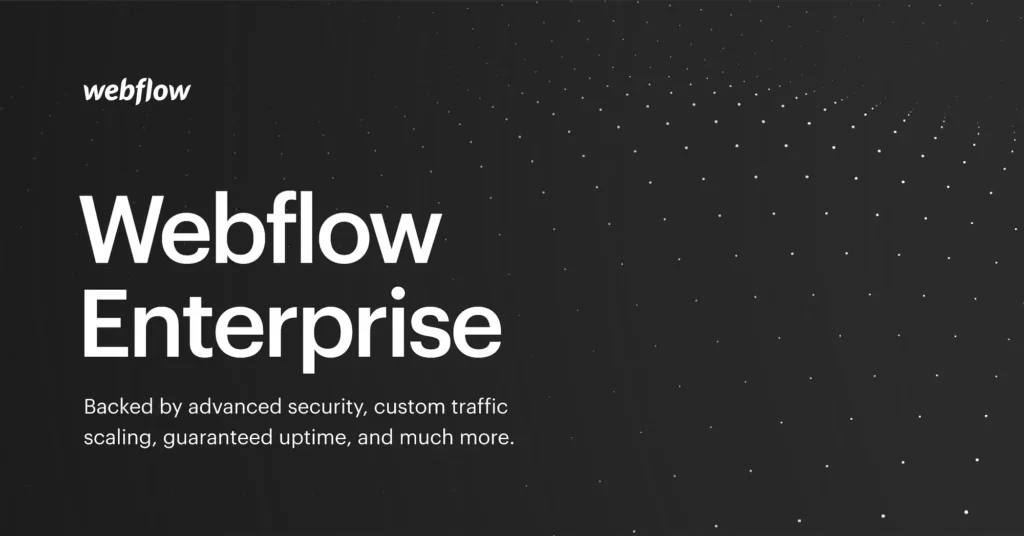 webflow
Webflow
Enterprise
Backed by advanced security, custom traffic
scaling, guaranteed uptime, and much more.